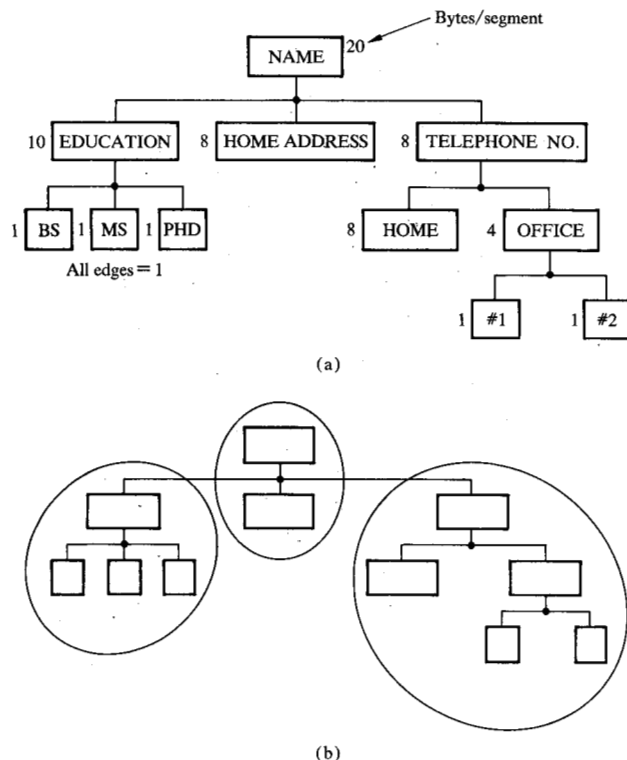 Bytes/segment
20
NAME
10 EDUCATION 8 HOME ADDRESS 8 TELEPHONE NO.
1 BS 1 MS 1 PHD 8 HOME 4 OFFICE
All edges = 1
1 #1 1 #2
(a)
(b)